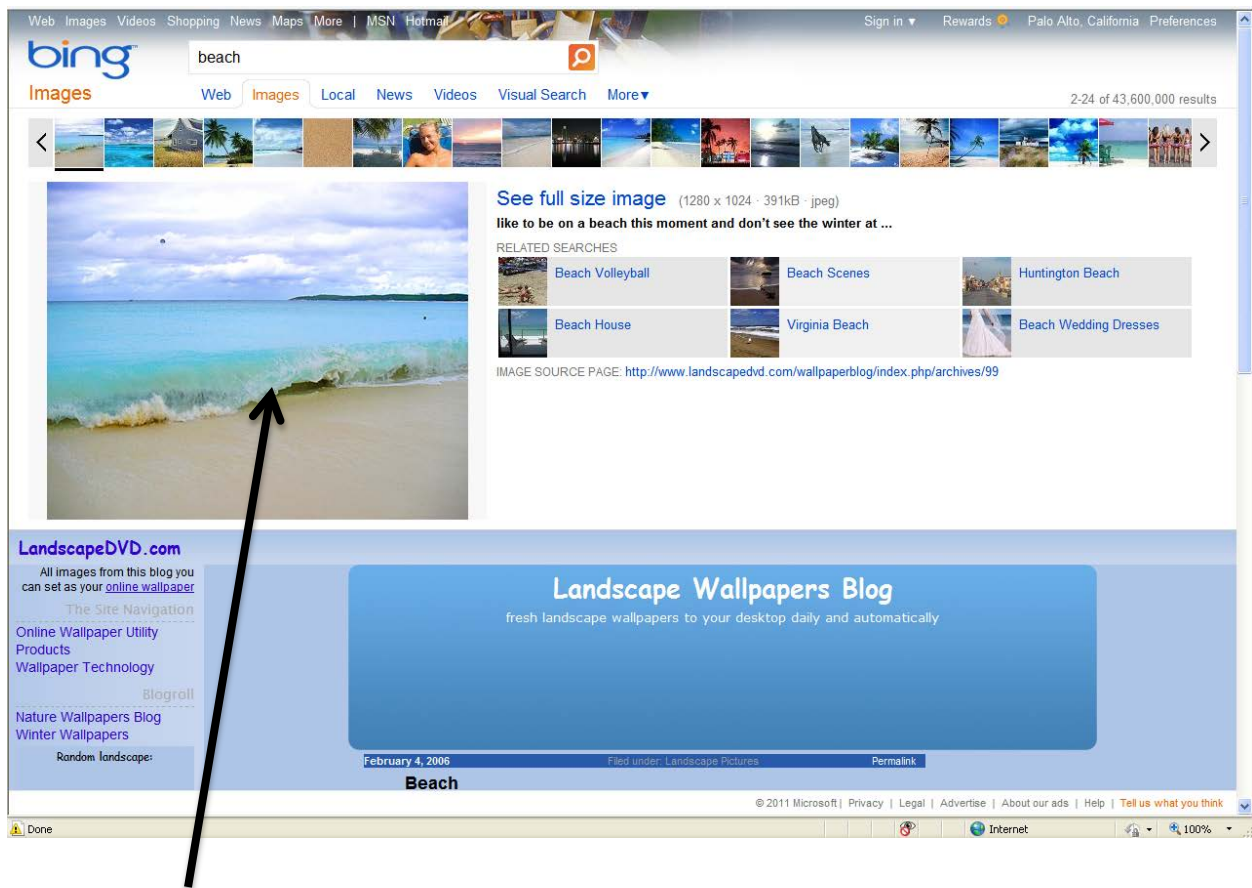 Web Images Videos Shopping News Maps More | MSN Hotmail Sign in ▼ Rewards Palo Alto, California Preferences
bing
beach
Images Web Images Local News Videos Visual Search More▼ 2-24 of 43,600,000 results
See full size image (1280 x 1024 · 391kB · jpeg)
like to be on a beach this moment and don't see the winter at ...
RELATED SEARCHES
Beach Volleyball Beach Scenes Huntington Beach
Beach House Virginia Beach Beach Wedding Dresses
IMAGE SOURCE PAGE: http://www.landscapedvd.com/wallpaperblog/index.php/archives/99
LandscapeDVD.com
All images from this blog you
can set as your online wallpaper
The Site Navigation
Online Wallpaper Utility
Products
Wallpaper Technology
Blogroll
Nature Wallpapers Blog
Winter Wallpapers
Random landscape:
Landscape Wallpapers Blog
fresh landscape wallpapers to your desktop daily and automatically
February 4, 2006 Filed under: Landscape Pictures Permalink
Beach
© 2011 Microsoft | Privacy | Legal | Advertise | About our ads | Help | Tell us what you think
Done Internet 100%